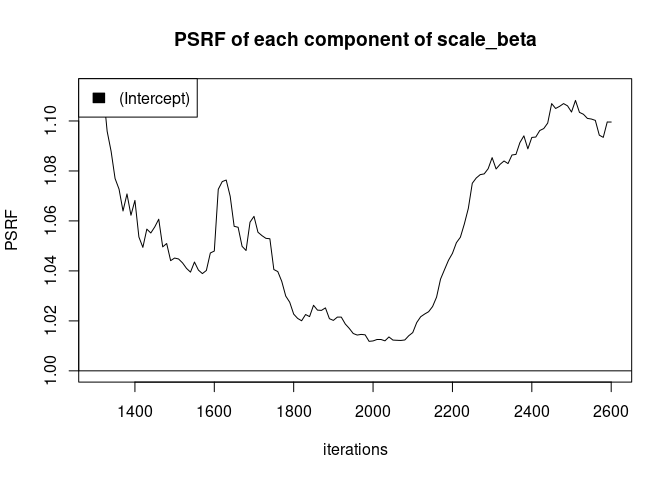 PSRF of each component of scale_beta
(Intercept)
PSRF
1.10
1.08
1.06
1.04
1.02
1.00
1400 1600 1800 2000 2200 2400 2600
iterations